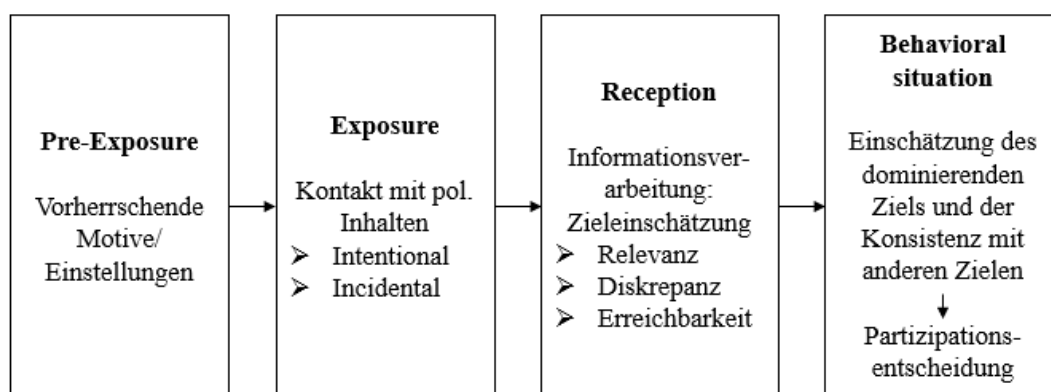 Pre-Exposure
Vorherrschende
Motive/
Einstellungen
Exposure
Kontakt mit pol.
Inhalten
➢ Intentional
➢ Incidental
Reception
Informationsver-
arbeitung:
Zieleinschätzung
➢ Relevanz
➢ Diskrepanz
➢ Erreichbarkeit
Behavioral
situation
Einschätzung des
dominierenden
Ziels und der
Konsistenz mit
anderen Zielen
Partizipations-
entscheidung